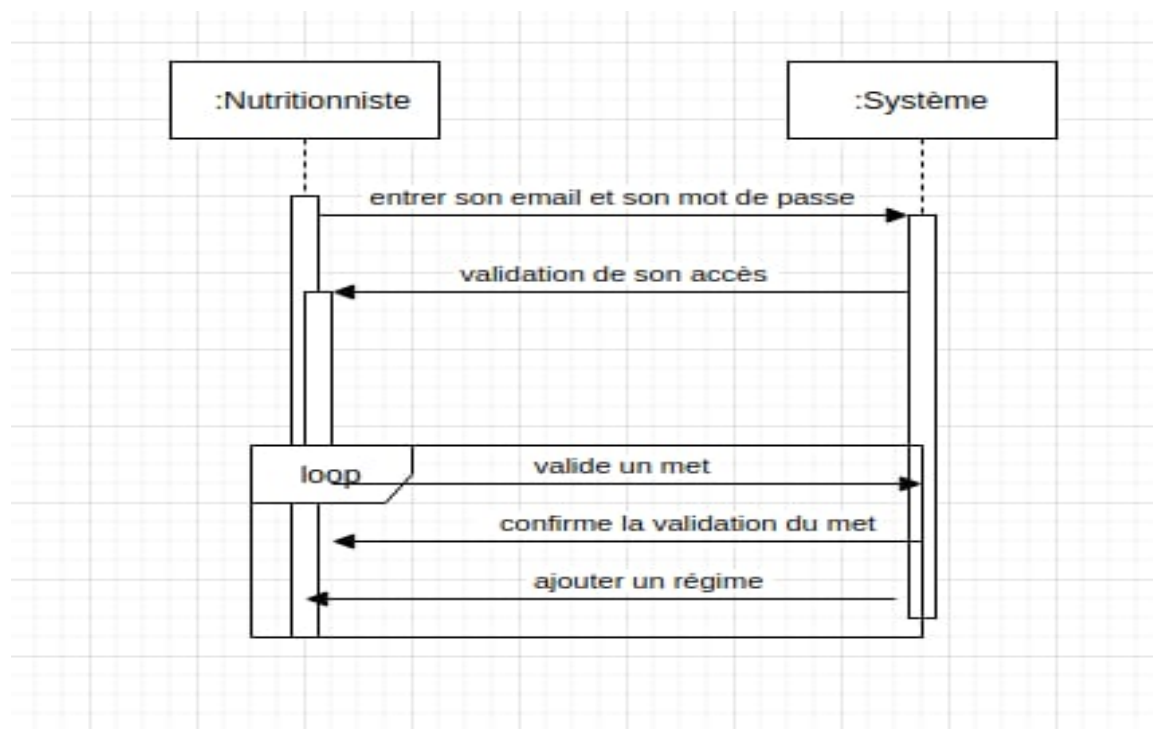 :Nutritionniste
:Système
entrer son email et son mot de passe
validation de son accès
loop
valide un met
confirme la validation du met
ajouter un régime